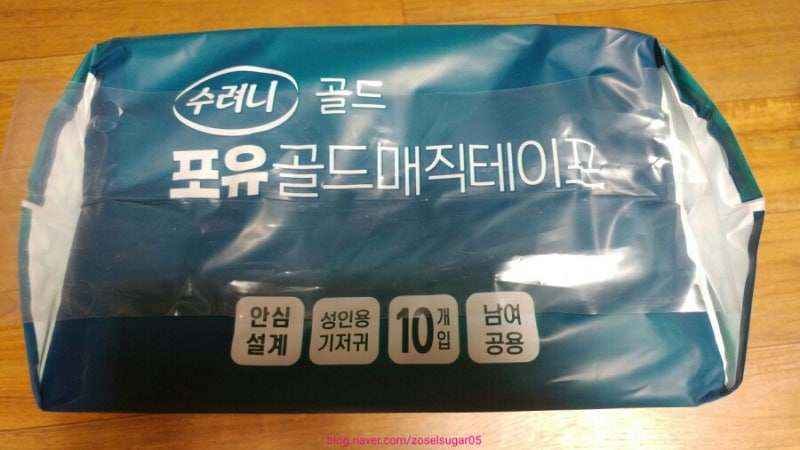 수려니 골드
포유골드매직테이프
안심
설계
성인용
기저귀
10개입
남여
공용
blog.naver.com/zoselsugar05